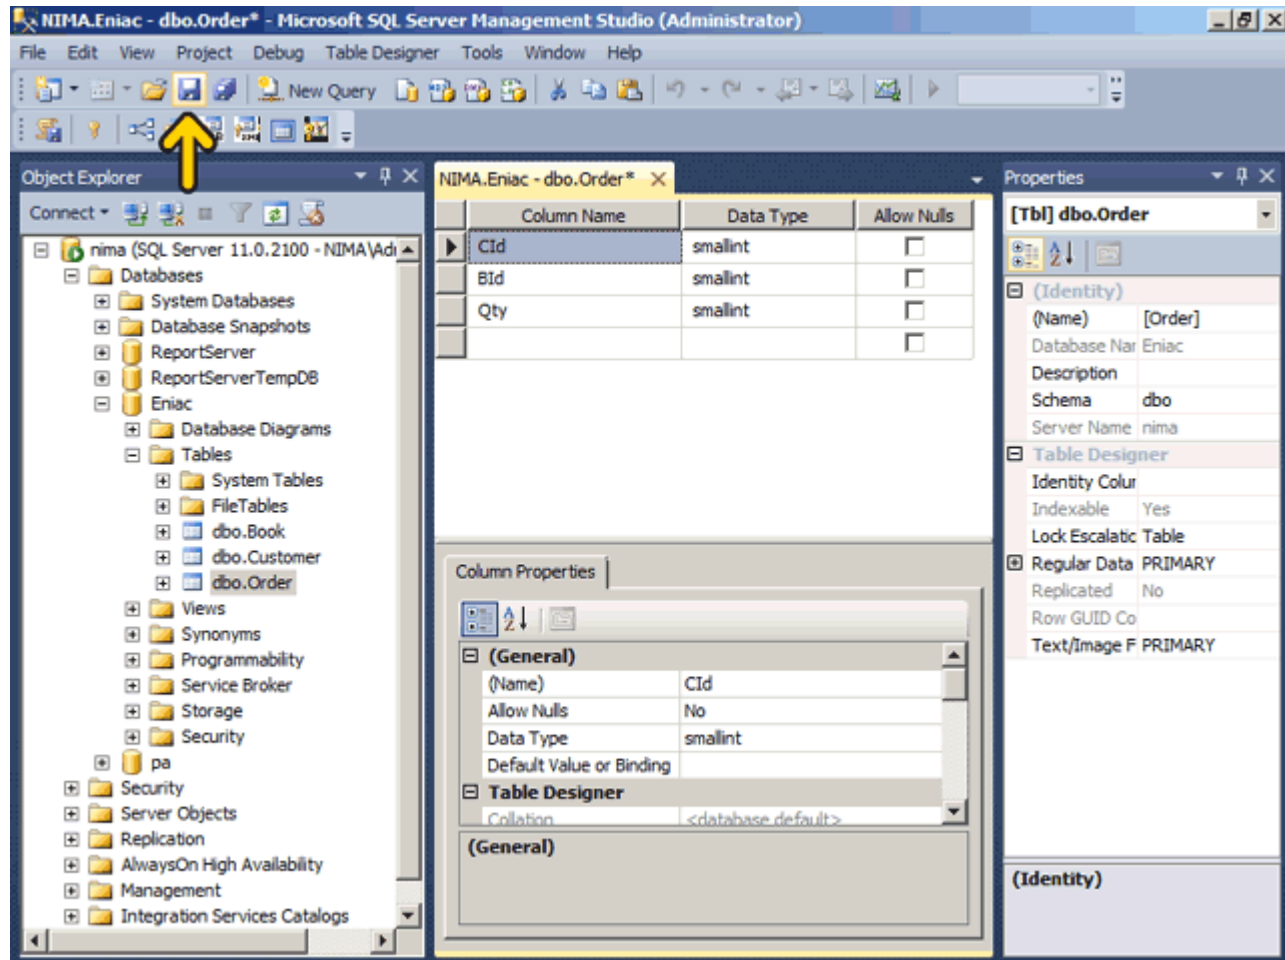 NIMA.Eniac - dbo.Order* - Microsoft SQL Server Management Studio (Administrator)
File Edit View Project Debug Table Designer Tools Window Help
New Query
Object Explorer
Connect
nima (SQL Server 11.0.2100 - NIMA\Adı
Databases
System Databases
Database Snapshots
ReportServer
ReportServerTempDB
Eniac
Database Diagrams
Tables
System Tables
FileTables
dbo.Book
dbo.Customer
dbo.Order
Views
Synonyms
Programmability
Service Broker
Storage
Security
pa
Security
Server Objects
Replication
AlwaysOn High Availability
Management
Integration Services Catalogs
NIMA.Eniac - dbo.Order*
Column Name Data Type Allow Nulls
CId smallint
BId smallint
Qty smallint
Column Properties
(General)
(Name) CId
Allow Nulls No
Data Type smallint
Default Value or Binding
Table Designer
Collation <database default>
(General)
Properties
[Tbl] dbo.Order
(Identity)
(Name) [Order]
Database Nar Eniac
Description
Schema dbo
Server Name nima
Table Designer
Identity Colur
Indexable Yes
Lock Escalatic Table
Regular Data PRIMARY
Replicated No
Row GUID Co
Text/Image F PRIMARY
(Identity)